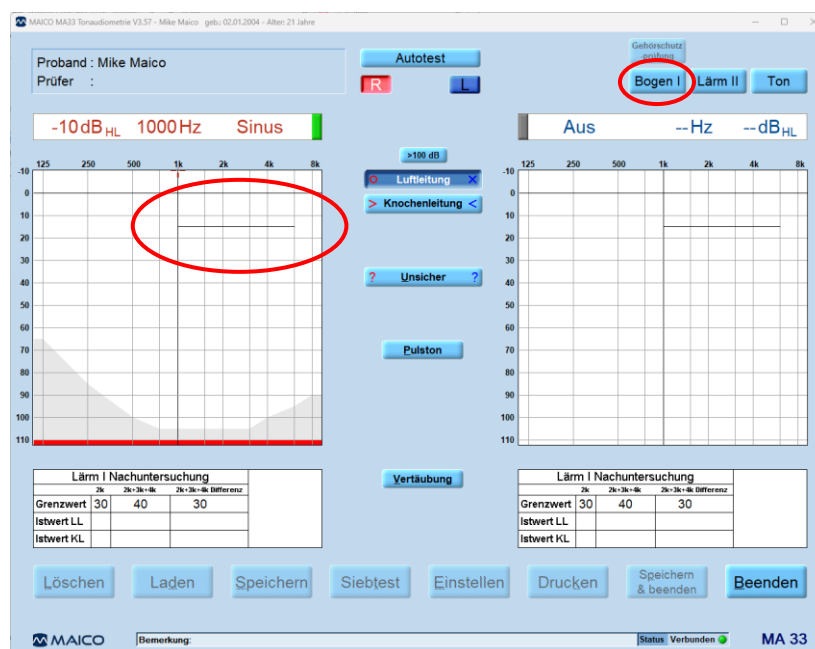 MAICO MA33 Tonaudiometrie V3.57 - Mike Maico geb.: 02.01.2004 - Alter: 21 Jahre
Proband : Mike Maico
Prüfer :
Autotest
R L
Gehörschutz
-prüfung
Bogen I Lärm II Ton
-10 dB HL 1000 Hz Sinus
Aus -- Hz -- dB HL
>100 dB
Luftleitung
> Knochenleitung <
? Unsicher ?
Pulston
Vertäubung
125 250 500 1k 2k 4k 8k
-10
0
10
20
30
40
50
60
70
80
90
100
110
125 250 500 1k 2k 4k 8k
-10
0
10
20
30
40
50
60
70
80
90
100
110
Lärm I Nachuntersuchung
2k 2k+3k+4k 2k+3k+4k Differenz
Grenzwert 30 40 30
Istwert LL
Istwert KL
Lärm I Nachuntersuchung
2k 2k+3k+4k 2k+3k+4k Differenz
Grenzwert 30 40 30
Istwert LL
Istwert KL
Löschen Laden Speichern Siebtest Einstellen Drucken Speichern & beenden Beenden
MAICO Bemerkung: Status Verbunden MA 33